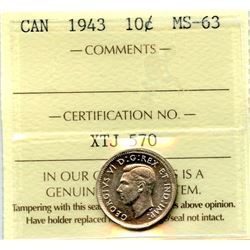 CAN 1943 10¢ MS-63
COMMENTS
CERTIFICATION NO.
XTJ 570
IN OUR IS A
GENUIN TEM.
Tampering with this sea s above opinion.
Have holder replaced seal not intact.
GEORGIVS VI D:G:REX ET IND:IMP: